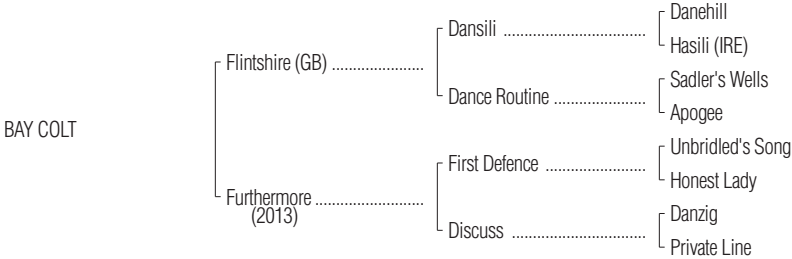 Danehill
Dansili ................................
Hasili (IRE)
Flintshire (GB) .....................
Sadler's Wells
Dance Routine .....................
Apogee
BAY COLT
Unbridled's Song
First Defence .......................
Honest Lady
Furthermore .........................
(2013)
Danzig
Discuss ..............................
Private Line